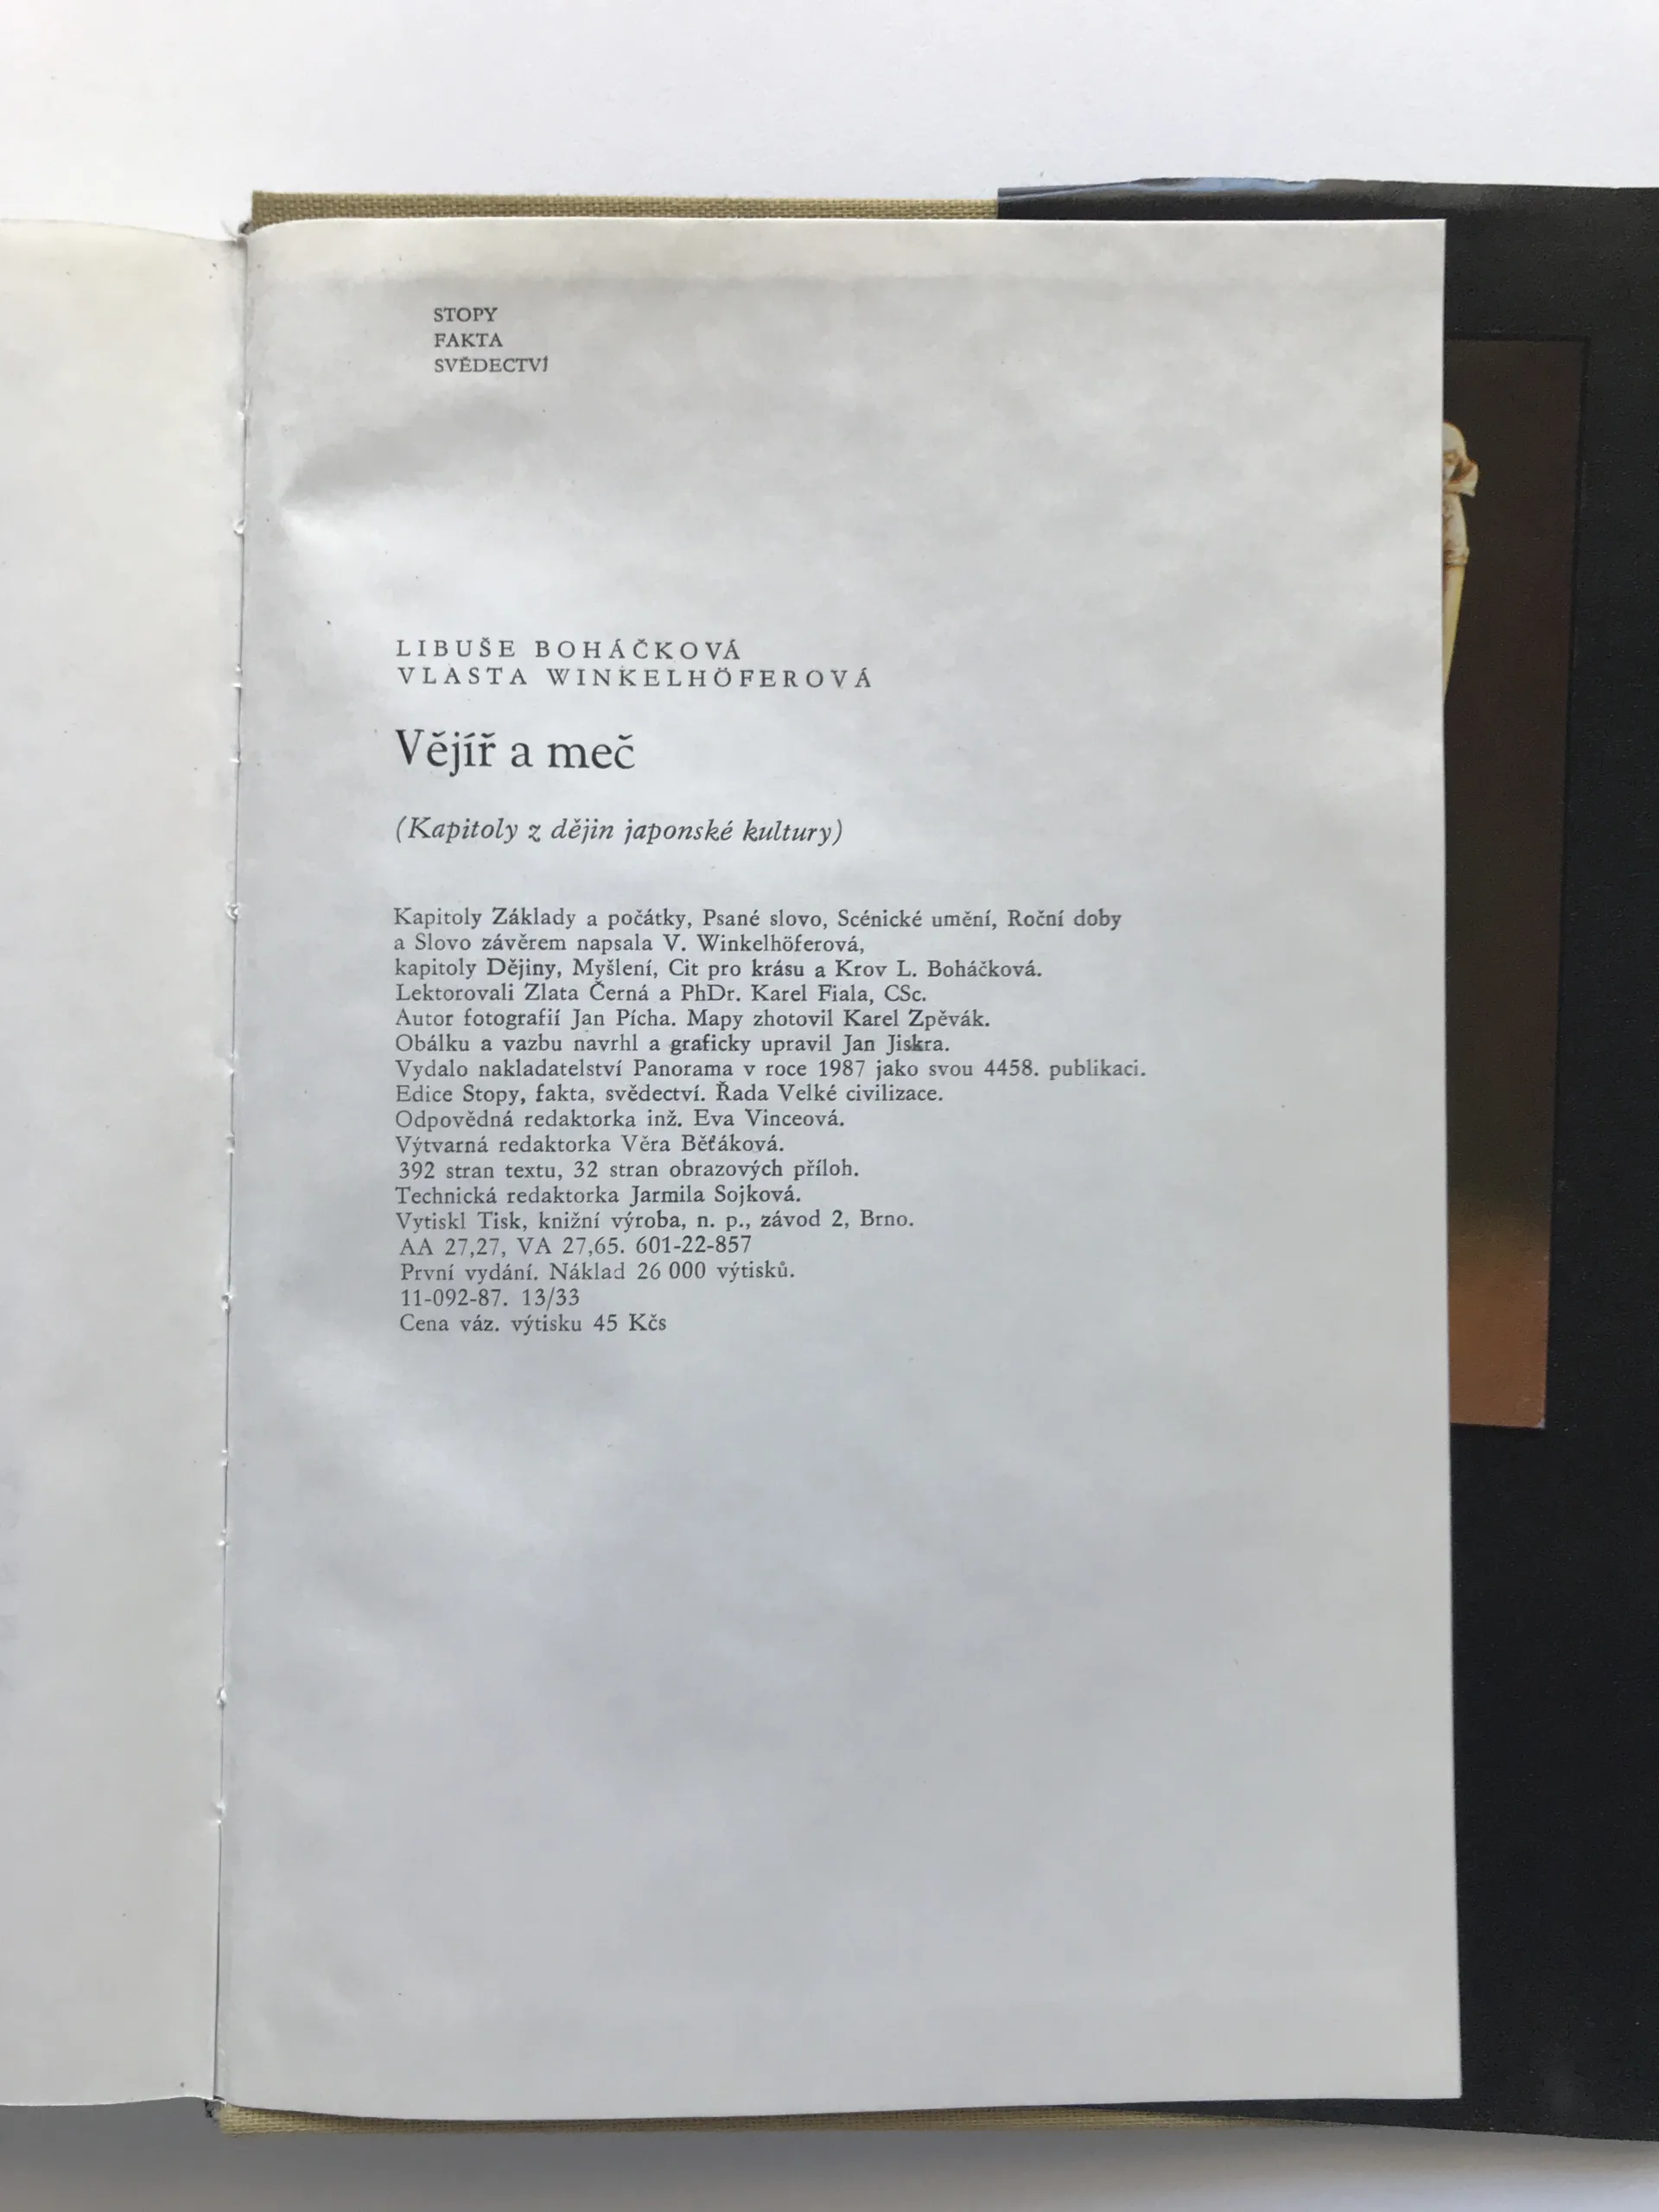 STOPY
FAKTA
SVĚDECTVÍ
LIBUŠE BOHÁČKOVÁ
VLASTA WINKELHÖFEROVÁ
Vějíř a meč
(Kapitoly z dějin japonské kultury)
Kapitoly Základy a počátky, Psané slovo, Scénické umění, Roční doby
a Slovo závěrem napsala V. Winkelhöferová,
kapitoly Dějiny, Myšlení, Cit pro krásu a Krov L. Boháčková.
Lektorovali Zlata Černá a PhDr. Karel Fiala, CSc.
Autor fotografií Jan Pícha. Mapy zhotovil Karel Zpěvák.
Obálku a vazbu navrhl a graficky upravil Jan Jiskra.
Vydalo nakladatelství Panorama v roce 1987 jako svou 4458. publikaci.
Edice Stopy, fakta, svědectví. Řada Velké civilizace.
Odpovědná redaktorka inž. Eva Vinceová.
Výtvarná redaktorka Věra Běťáková.
392 stran textu, 32 stran obrazových příloh.
Technická redaktorka Jarmila Sojková.
Vytiskl Tisk, knižní výroba, n. p., závod 2, Brno.
AA 27,27, VA 27,65. 601-22-857
První vydání. Náklad 26 000 výtisků.
11-092-87. 13/33
Cena váz. výtisku 45 Kčs